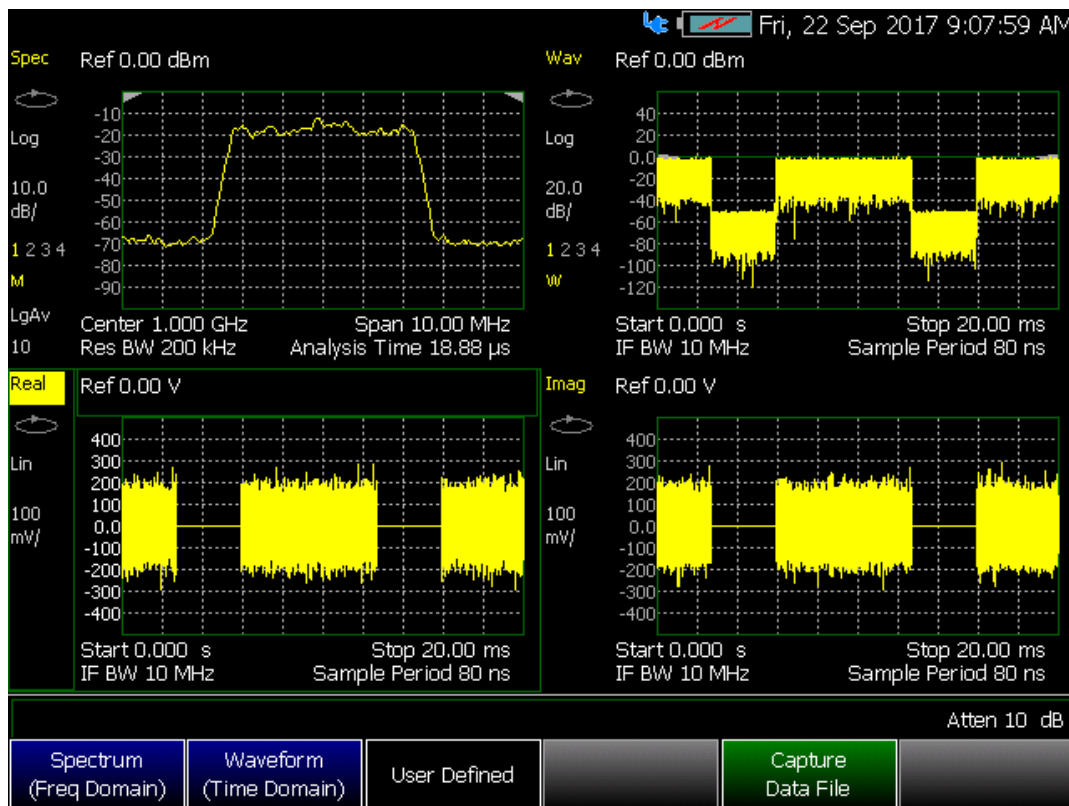 Fri, 22 Sep 2017 9:07:59 AM
Spec Ref 0.00 dBm
Log
10.0
dB/
1 2 3 4
M
LgAv
10
-10
-20
-30
-40
-50
-60
-70
-80
-90
Center 1.000 GHz Span 10.00 MHz
Res BW 200 kHz Analysis Time 18.88 µs
Wav Ref 0.00 dBm
Log
20.0
dB/
1 2 3 4
W
40
20
0.0
-20
-40
-60
-80
-100
-120
Start 0.000 s Stop 20.00 ms
IF BW 10 MHz Sample Period 80 ns
Real Ref 0.00 V
Lin
100
mV/
400
300
200
100
0.0
-100
-200
-300
-400
Start 0.000 s Stop 20.00 ms
IF BW 10 MHz Sample Period 80 ns
Imag Ref 0.00 V
Lin
100
mV/
400
300
200
100
0.0
-100
-200
-300
-400
Start 0.000 s Stop 20.00 ms
IF BW 10 MHz Sample Period 80 ns
Atten 10 dB
Spectrum
(Freq Domain)
Waveform
(Time Domain)
User Defined
Capture
Data File